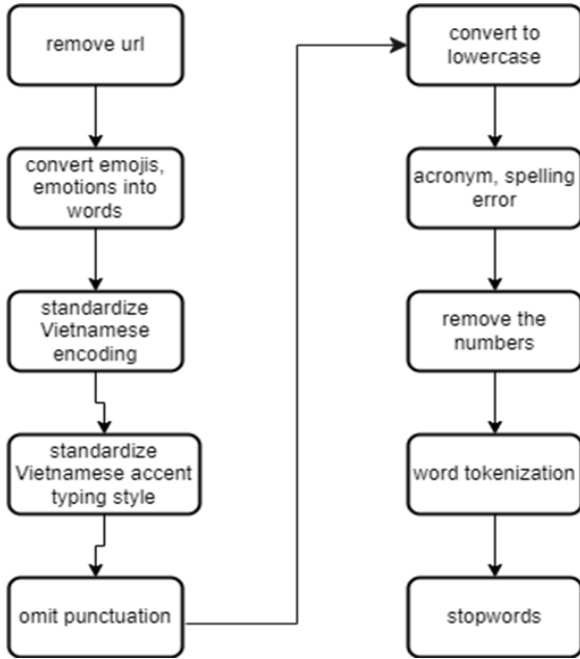 remove url
convert emojis,
emotions into
words
standardize
Vietnamese
encoding
standardize
Vietnamese accent
typing style
omit punctuation
convert to
lowercase
acronym, spelling
error
remove the
numbers
word tokenization
stopwords